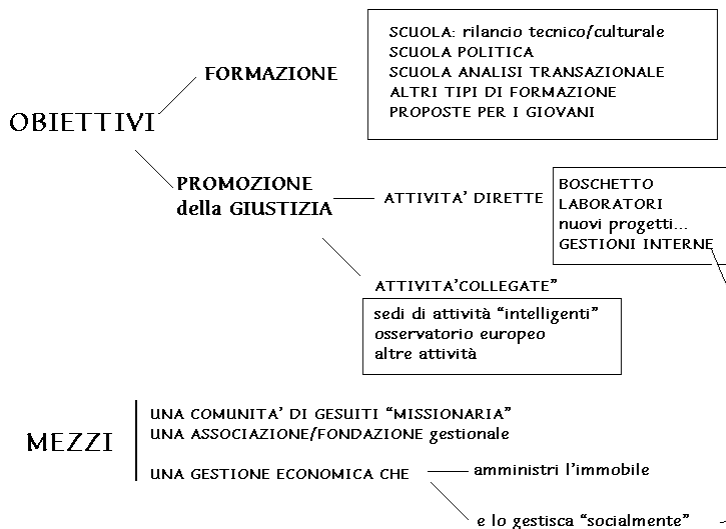 OBIETTIVI
FORMAZIONE
SCUOLA: rilancio tecnico/culturale
SCUOLA POLITICA
SCUOLA ANALISI TRANSAZIONALE
ALTRI TIPI DI FORMAZIONE
PROPOSTE PER I GIOVANI
PROMOZIONE
della GIUSTIZIA
ATTIVITA' DIRETTE
BOSCHETTO
LABORATORI
nuovi progetti...
GESTIONI INTERNE
ATTIVITA'COLLEGATE"
sedi di attività “intelligenti”
osservatorio europeo
altre attività
MEZZI
UNA COMUNITA' DI GESUITI “MISSIONARIA”
UNA ASSOCIAZIONE/FONDAZIONE gestionale
UNA GESTIONE ECONOMICA CHE
amministri l'immobile
e lo gestisca “socialmente”